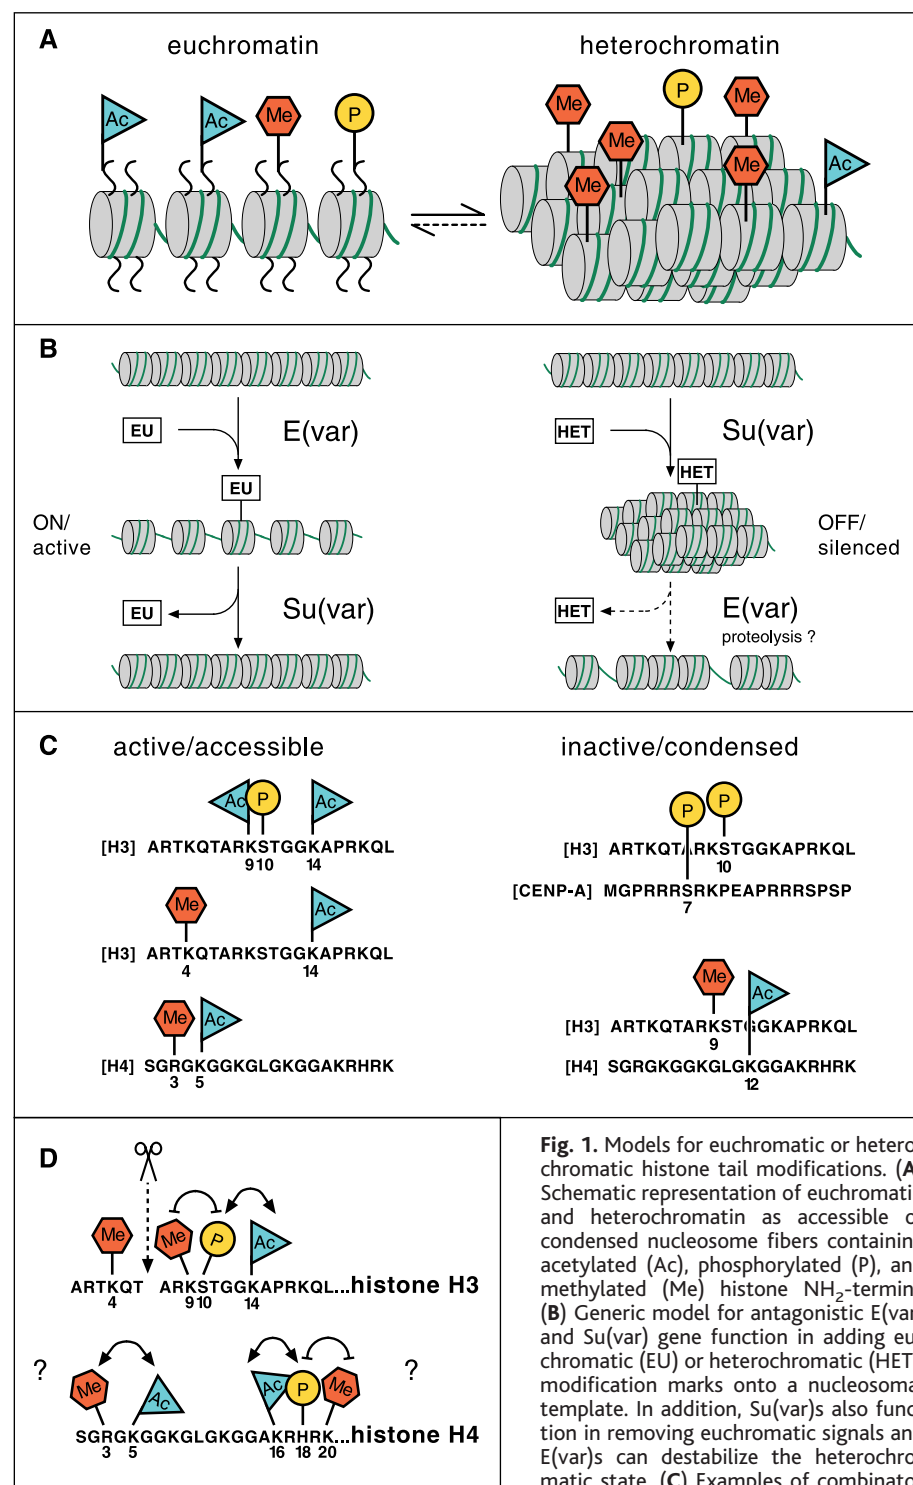 A
euchromatin
heterochromatin
Ac
Ac
Me
P
Me
Me
Me
P
Me
Me
Ac
B
EU
E(var)
EU
ON/
active
EU
Su(var)
HET
Su(var)
HET
OFF/
silenced
HET
E(var)
proteolysis ?
C
active/accessible
inactive/condensed
Ac P Ac
[H3] ARTKQTARKSTGGKAPRKQL
9 10 14
Me Ac
[H3] ARTKQTARKSTGGKAPRKQL
4 14
Me Ac
[H4] SGRGKGGKGLGKGGAKRHRK
3 5
P P
[H3] ARTKQTARKSTGGKAPRKQL
10
[CENP-A] MGPRRRSRKPEAPRRRSPSP
7
Me Ac
[H3] ARTKQTARKSTGGKAPRKQL
9
[H4] SGRGKGGKGLGKGGAKRHRK
12
D
Me Me P Ac
ARTKQT ARKSTGGKAPRKQL...histone H3
4 9 10 14
? Me Ac Ac P Me ?
SGRGKGGKGLGKGGAKRHRK...histone H4
3 5 16 18 20
Fig. 1. Models for euchromatic or hetero
chromatic histone tail modifications. (A
Schematic representation of euchromati
and heterochromatin as accessible o
condensed nucleosome fibers containin
acetylated (Ac), phosphorylated (P), an
methylated (Me) histone NH2-termin
(B) Generic model for antagonistic E(var
and Su(var) gene function in adding eu
chromatic (EU) or heterochromatic (HET
modification marks onto a nucleosoma
template. In addition, Su(var)s also func
tion in removing euchromatic signals an
E(var)s can destabilize the heterochro
matic state. (C) Examples of combinato